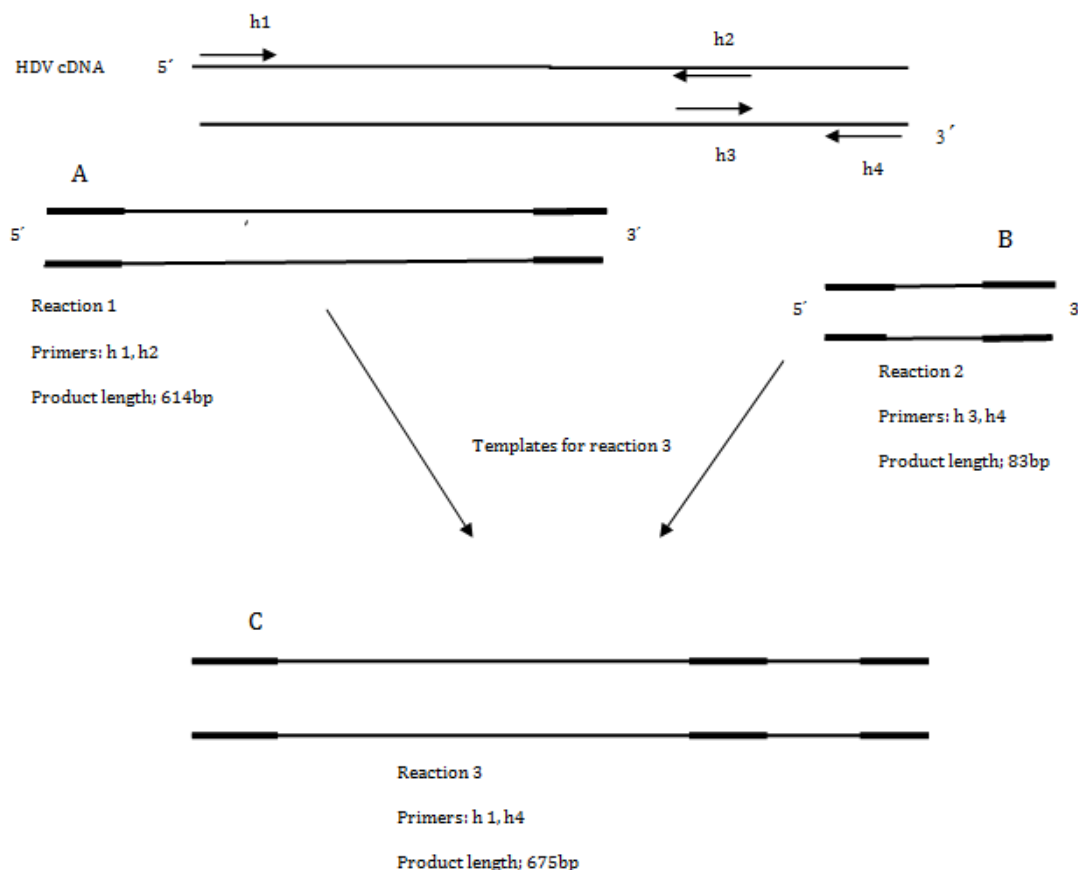 h1
h2
HDV cDNA 5´
3´
h3 h4
A
5´ 3´
B
5´ 3
Reaction 1
Primers: h 1, h2
Product length; 614bp
Reaction 2
Primers: h 3, h4
Product length; 83bp
Templates for reaction 3
C
Reaction 3
Primers: h 1, h4
Product length; 675bp